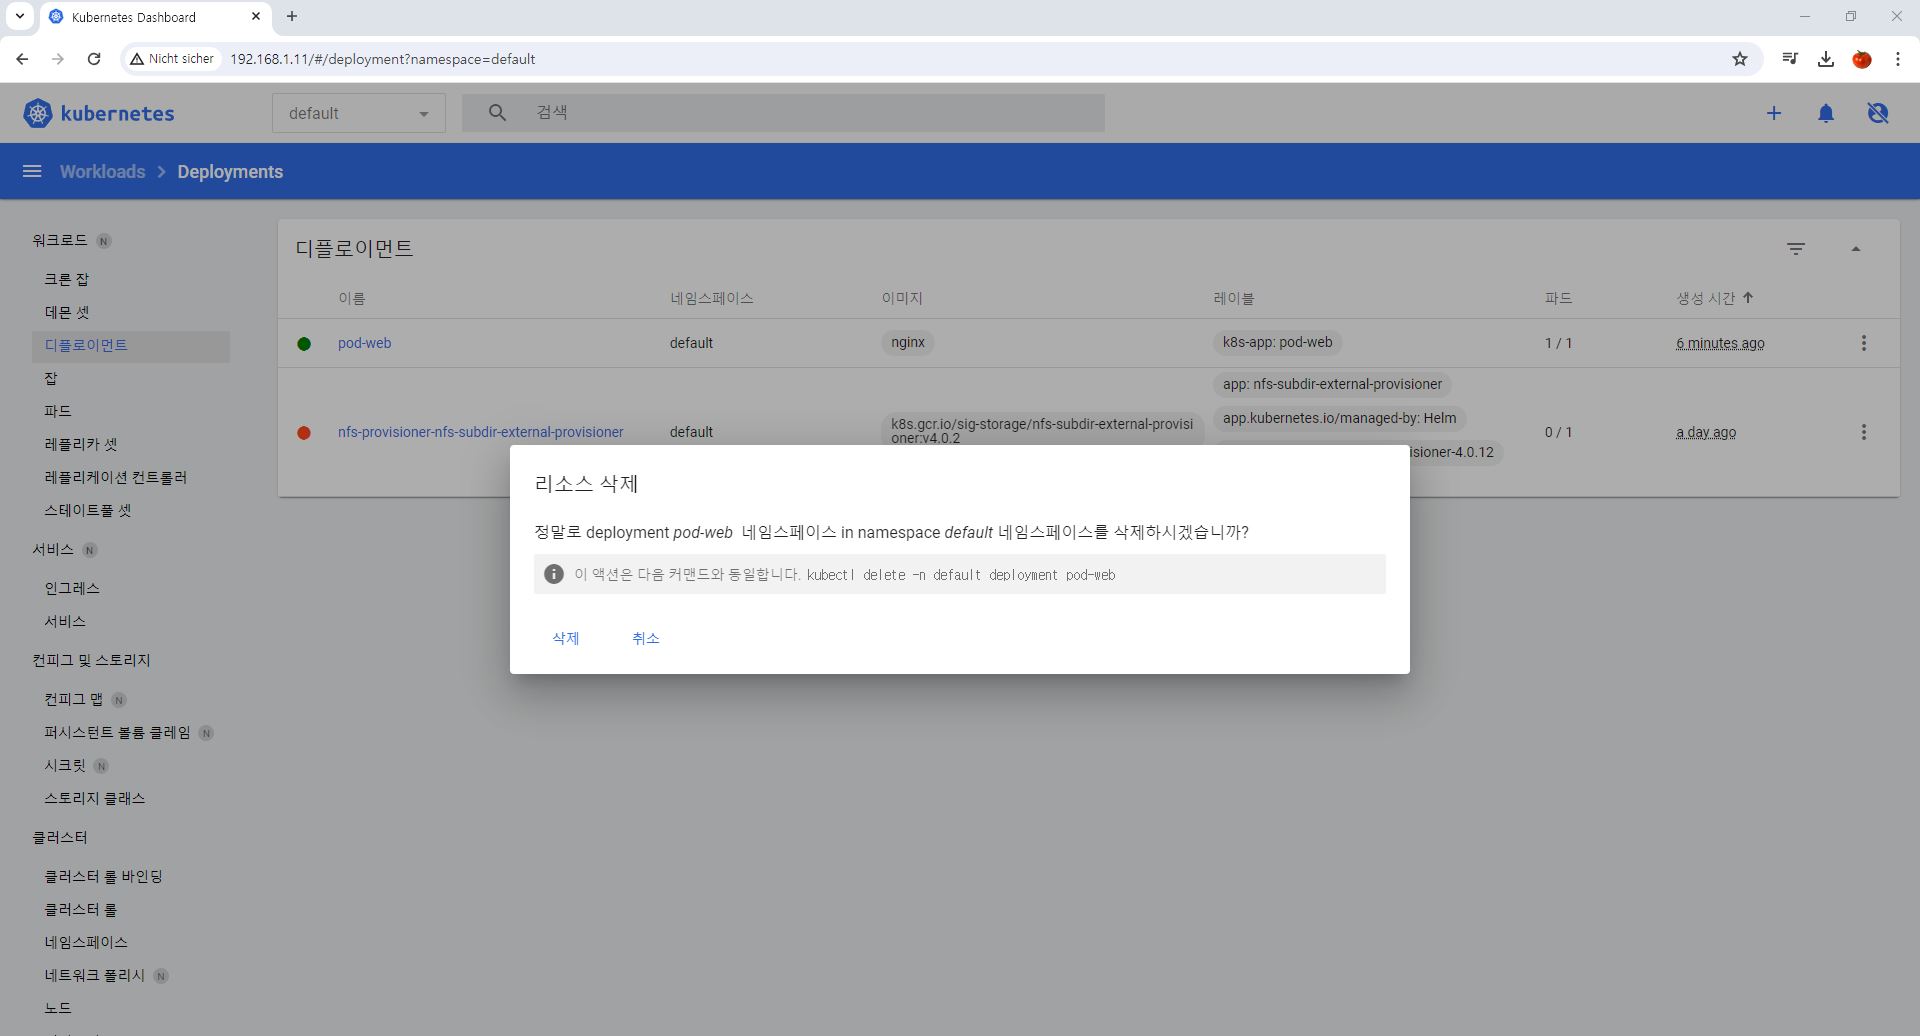 Kubernetes Dashboard
Nicht sicher 192.168.1.11/#/deployment?namespace=default
kubernetes default 검색
Workloads Deployments
워크로드 N
크론 잡
데몬 셋
디플로이먼트
잡
파드
레플리카 셋
레플리케이션 컨트롤러
스테이트풀 셋
서비스 N
인그레스
서비스
컨피그 및 스토리지
컨피그 맵 N
퍼시스턴트 볼륨 클레임 N
시크릿 N
스토리지 클래스
클러스터
클러스터 롤 바인딩
클러스터 롤
네임스페이스
네트워크 폴리시 N
노드
디플로이먼트
이름 네임스페이스 이미지 레이블 파드 생성 시간
pod-web default nginx k8s-app: pod-web 1 / 1 6 minutes ago
nfs-provisioner-nfs-subdir-external-provisioner default k8s.gcr.io/sig-storage/nfs-subdir-external-provisi
oner:v4.0.2
app: nfs-subdir-external-provisioner
app.kubernetes.io/managed-by: Helm
isioner-4.0.12
0 / 1 a day ago
리소스 삭제
정말로 deployment pod-web 네임스페이스 in namespace default 네임스페이스를 삭제하시겠습니까?
이 액션은 다음 커맨드와 동일합니다. kubectl delete -n default deployment pod-web
삭제 취소